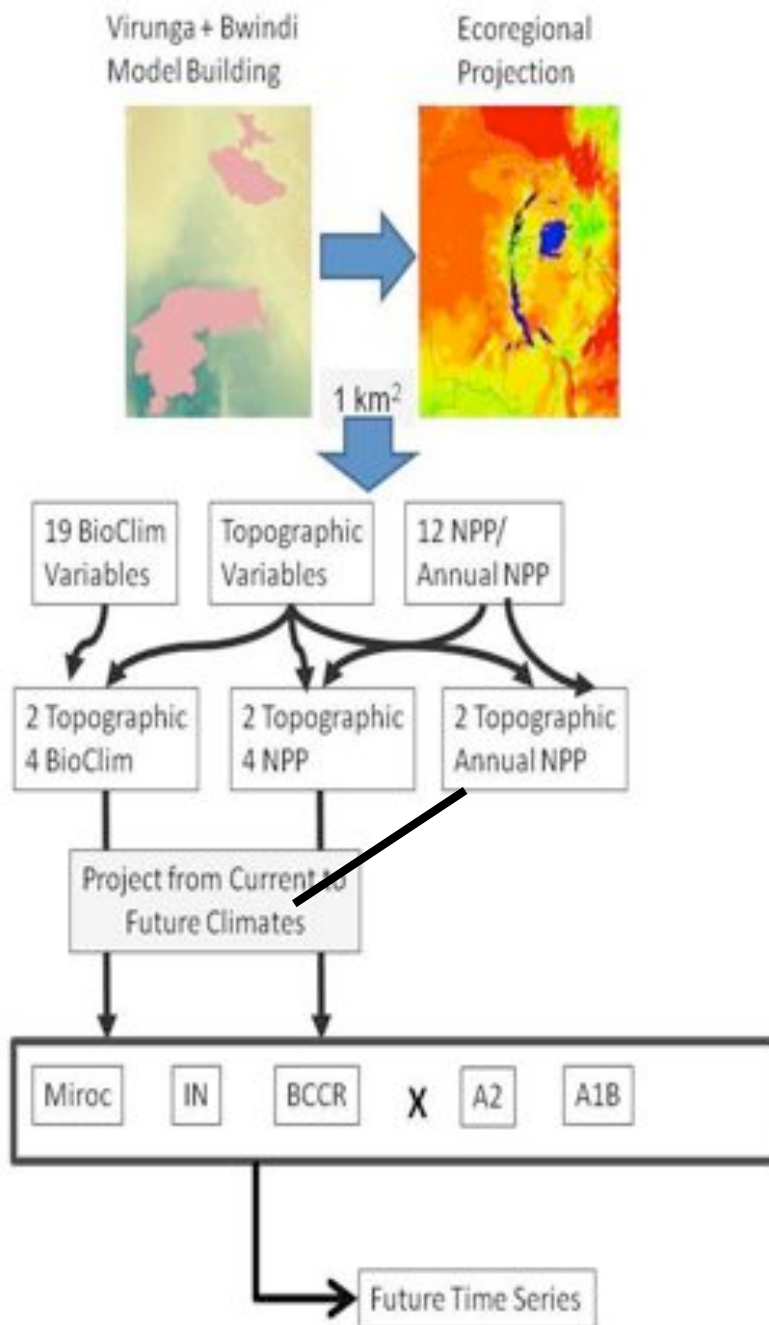 Virunga + Bwindi
Model Building
Ecoregional
Projection
1 km²
19 BioClim
Variables
Topographic
Variables
12 NPP/
Annual NPP
2 Topographic
4 BioClim
2 Topographic
4 NPP
2 Topographic
Annual NPP
Project from Current to
Future Climates
Miroc
IN
BCCR
X
A2
A1B
Future Time Series